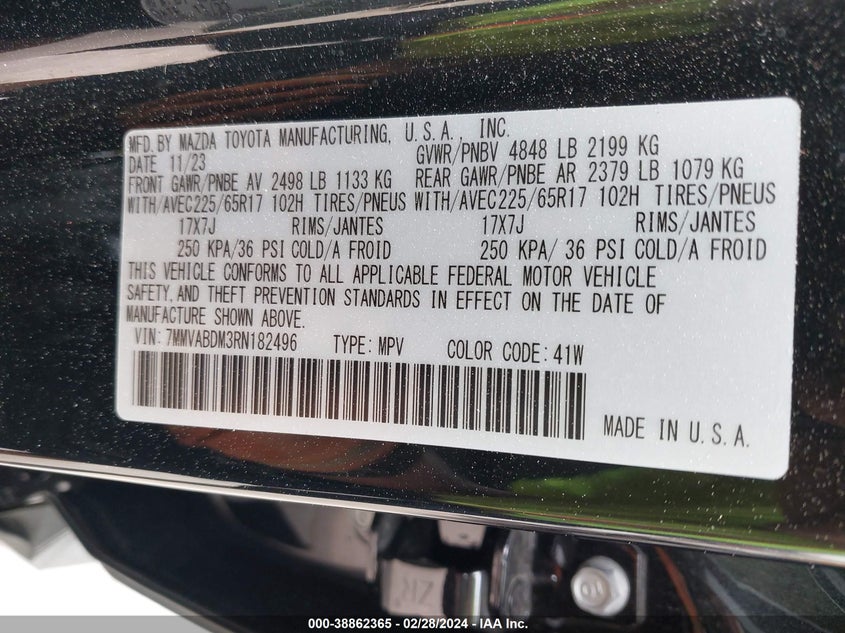 MFD. BY MAZDA TOYOTA MANUFACTURING, U.S.A., INC.
DATE 11/23 GVWR/PNBV 4848 LB 2199 KG
FRONT GAWR/PNBE AV 2498 LB 1133 KG REAR GAWR/PNBE AR 2379 LB 1079 KG
WITH/AVEC225/65R17 102H TIRES/PNEUS WITH/AVEC225/65R17 102H TIRES/PNEUS
17X7J RIMS/JANTES 17X7J RIMS/JANTES
250 KPA/36 PSI COLD/A FROID 250 KPA/ 36 PSI COLD/A FROID
THIS VEHICLE CONFORMS TO ALL APPLICABLE FEDERAL MOTOR VEHICLE
SAFETY, AND THEFT PREVENTION STANDARDS IN EFFECT ON THE DATE OF
MANUFACTURE SHOWN ABOVE.
VIN: 7MMVABDM3RN182496 TYPE: MPV COLOR CODE: 41W
MADE IN U.S.A.
000-38862365 - 02/28/2024 - IAA Inc.